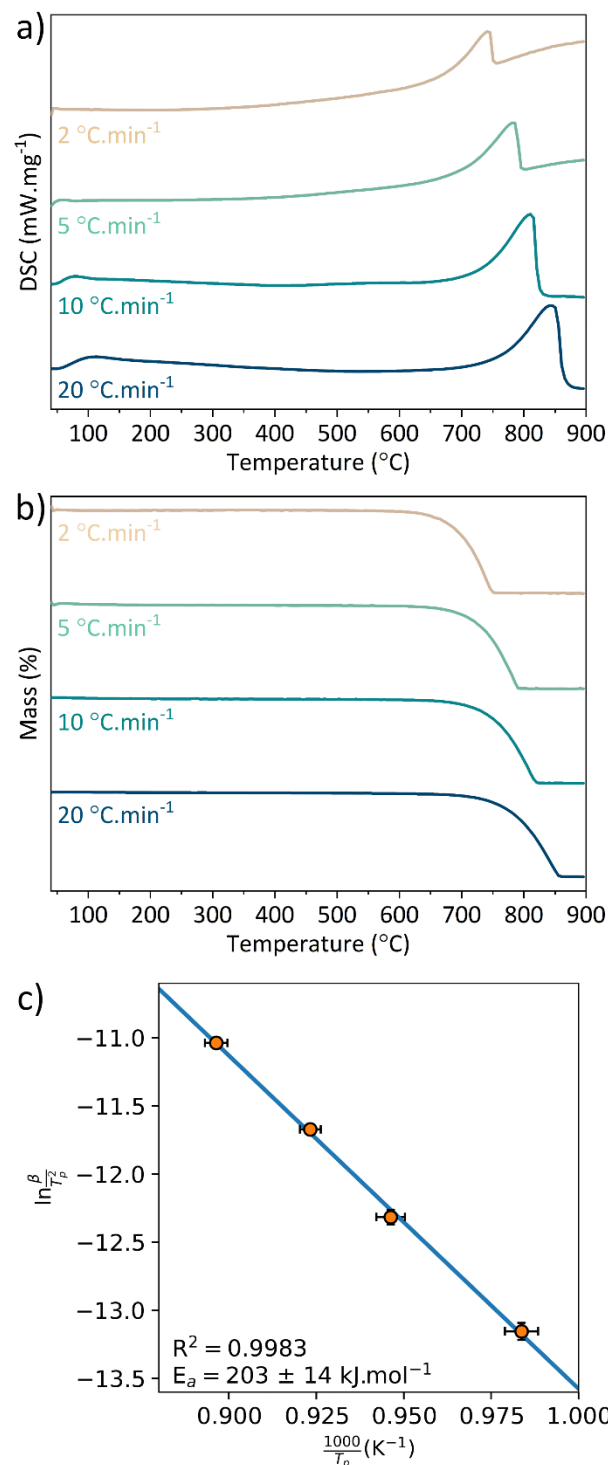 a)
DSC (mW.mg⁻¹)
2 °C.min⁻¹
5 °C.min⁻¹
10 °C.min⁻¹
20 °C.min⁻¹
100 200 300 400 500 600 700 800 900
Temperature (°C)
b)
Mass (%)
2 °C.min⁻¹
5 °C.min⁻¹
10 °C.min⁻¹
20 °C.min⁻¹
100 200 300 400 500 600 700 800 900
Temperature (°C)
c)
ln β/Tₚ²
−11.0
−11.5
−12.0
−12.5
−13.0
−13.5
R² = 0.9983
Eₐ = 203 ± 14 kJ.mol⁻¹
0.900 0.925 0.950 0.975 1.000
1000/Tₚ (K⁻¹)